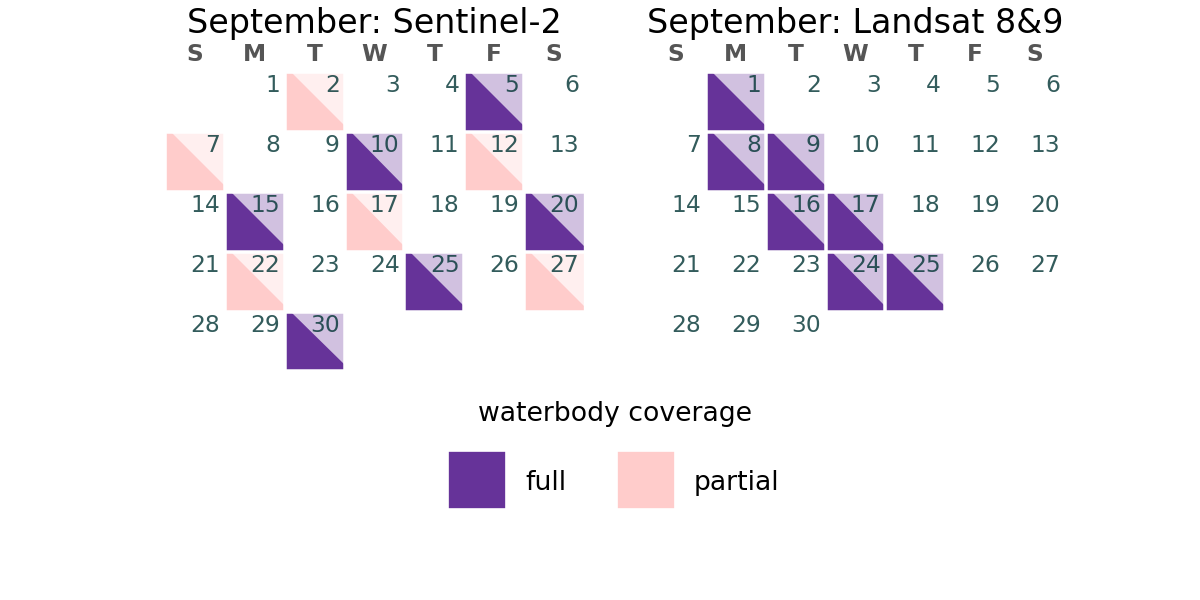 September: Sentinel-2
S M T W T F S
1 2 3 4 5 6
7 8 9 10 11 12 13
14 15 16 17 18 19 20
21 22 23 24 25 26 27
28 29 30
September: Landsat 8&9
S M T W T F S
1 2 3 4 5 6
7 8 9 10 11 12 13
14 15 16 17 18 19 20
21 22 23 24 25 26 27
28 29 30
waterbody coverage
full partial